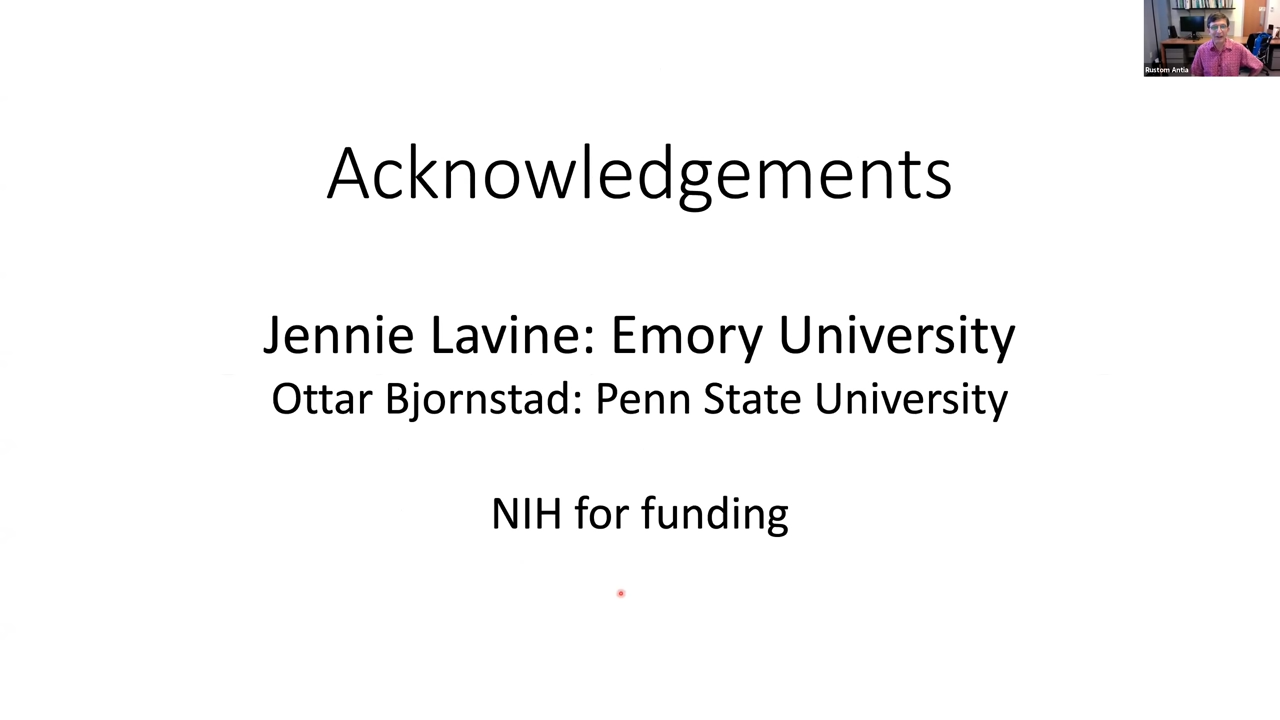 Rustom Antia
Acknowledgements
Jennie Lavine: Emory University
Ottar Bjornstad: Penn State University
NIH for funding